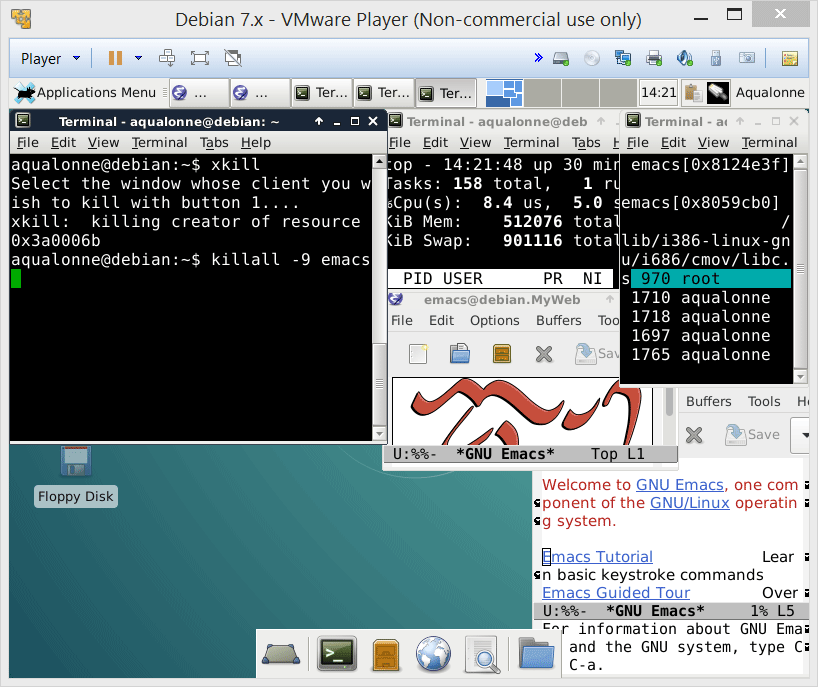 Debian 7.x - VMware Player (Non-commercial use only)
Player
Applications Menu
...
...
Ter...
Ter...
Ter...
14:21
Aqualonne
Terminal - aqualonne@debian: ~
File Edit View Terminal Tabs Help
aqualonne@debian:~$ xkill
Select the window whose client you w
ish to kill with button 1....
xkill:  killing creator of resource
0x3a0006b
aqualonne@debian:~$ killall -9 emacs
Terminal - aqualonne@deb
File Edit View Terminal Tabs
top - 14:21:48 up 30 min
Tasks: 158 total,   1 ru
%Cpu(s):  8.4 us,  5.0 s
KiB Mem:    512076 total
KiB Swap:   901116 total
PID USER      PR  NI
Terminal - ac
File Edit View Terminal
emacs[0x8124e3f]
emacs[0x8059cb0]
/
lib/i386-linux-gn
u/i686/cmov/libc.
s
970 root
1710 aqualonne
1718 aqualonne
1697 aqualonne
1765 aqualonne
emacs@debian.MyWeb
File Edit Options Buffers Too
Sav
U:%%-  *GNU Emacs*    Top L1
Buffers Tools H
Save
Welcome to GNU Emacs, one com
ponent of the GNU/Linux operatin
g system.
Emacs Tutorial Lear
n basic keystroke commands
Emacs Guided Tour Over
U:%%-  *GNU Emacs*    1% L5
For information about GNU Ema
and the GNU system, type C
C-a.
Floppy Disk